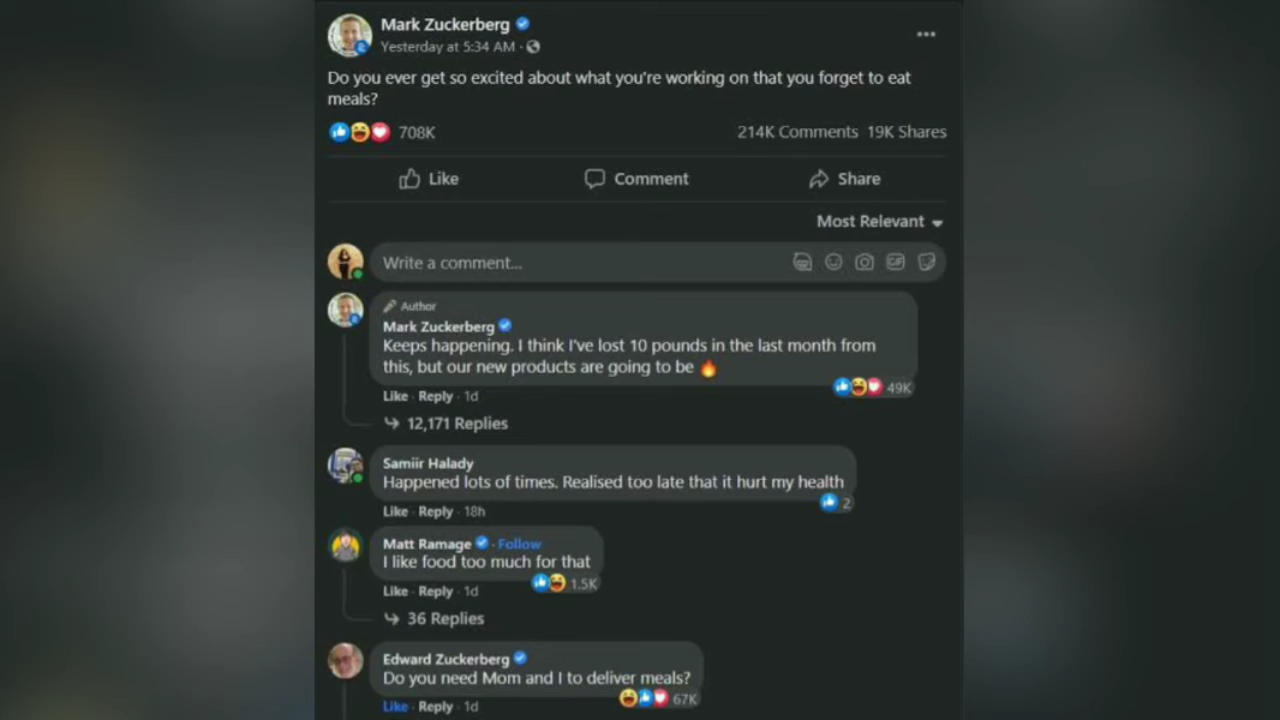 Mark Zuckerberg
Yesterday at 5:34 AM ·
Do you ever get so excited about what you're working on that you forget to eat
meals?
708K
214K Comments 19K Shares
Like Comment Share
Most Relevant
Write a comment...
GIF
Author
Mark Zuckerberg
Keeps happening. I think I've lost 10 pounds in the last month from
this, but our new products are going to be 🔥
49K
Like · Reply · 1d
12,171 Replies
Samiir Halady
Happened lots of times. Realised too late that it hurt my health
2
Like · Reply · 18h
Matt Ramage · Follow
I like food too much for that
1.5K
Like · Reply · 1d
36 Replies
Edward Zuckerberg
Do you need Mom and I to deliver meals?
67K
Like · Reply · 1d